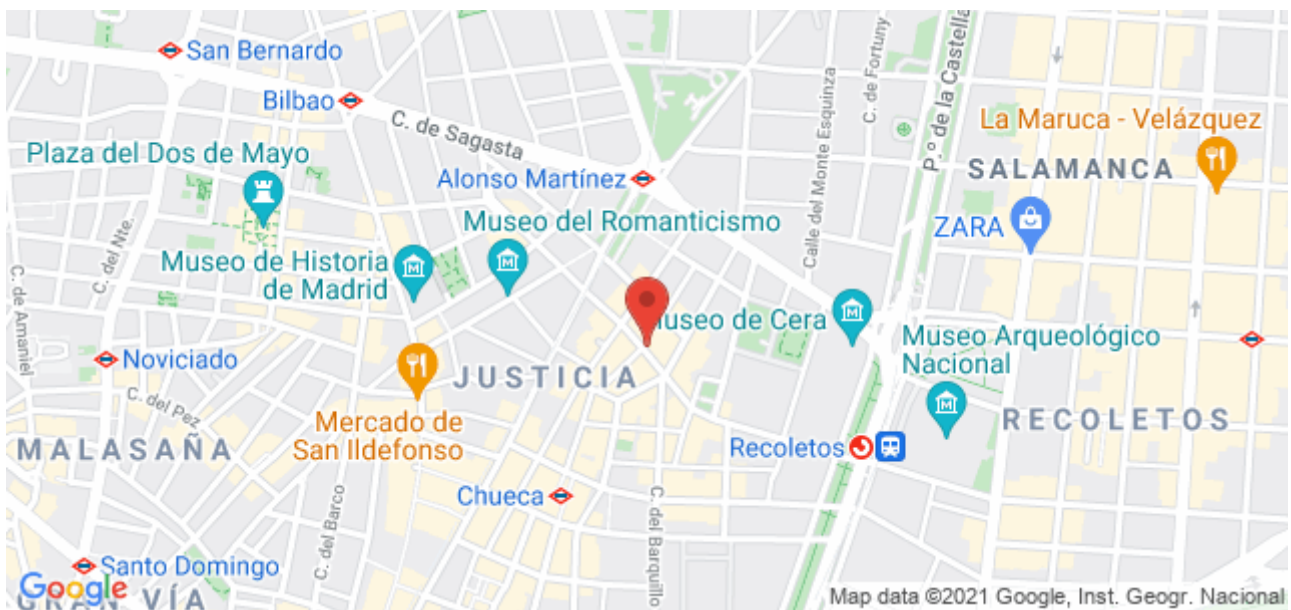 San Bernardo
Bilbao
C. de Sagasta
Plaza del Dos de Mayo
Alonso Martínez
Calle del Monte Esquinza
C. de Fortuny
P.º de la Castella
La Maruca - Velázquez
SALAMANCA
ZARA
Museo del Romanticismo
Museo de Historia
de Madrid
C. del Nte.
C. de Amaniel
Museo de Cera
Museo Arqueológico
Nacional
Noviciado
JUSTICIA
C. del Pez
Mercado de
San Ildefonso
MALASAÑA
RECOLETOS
Recoletos
Chueca
C. del Barco
C. del Barquillo
Santo Domingo
GRAN VÍA
Google
Map data ©2021 Google, Inst. Geogr. Nacional